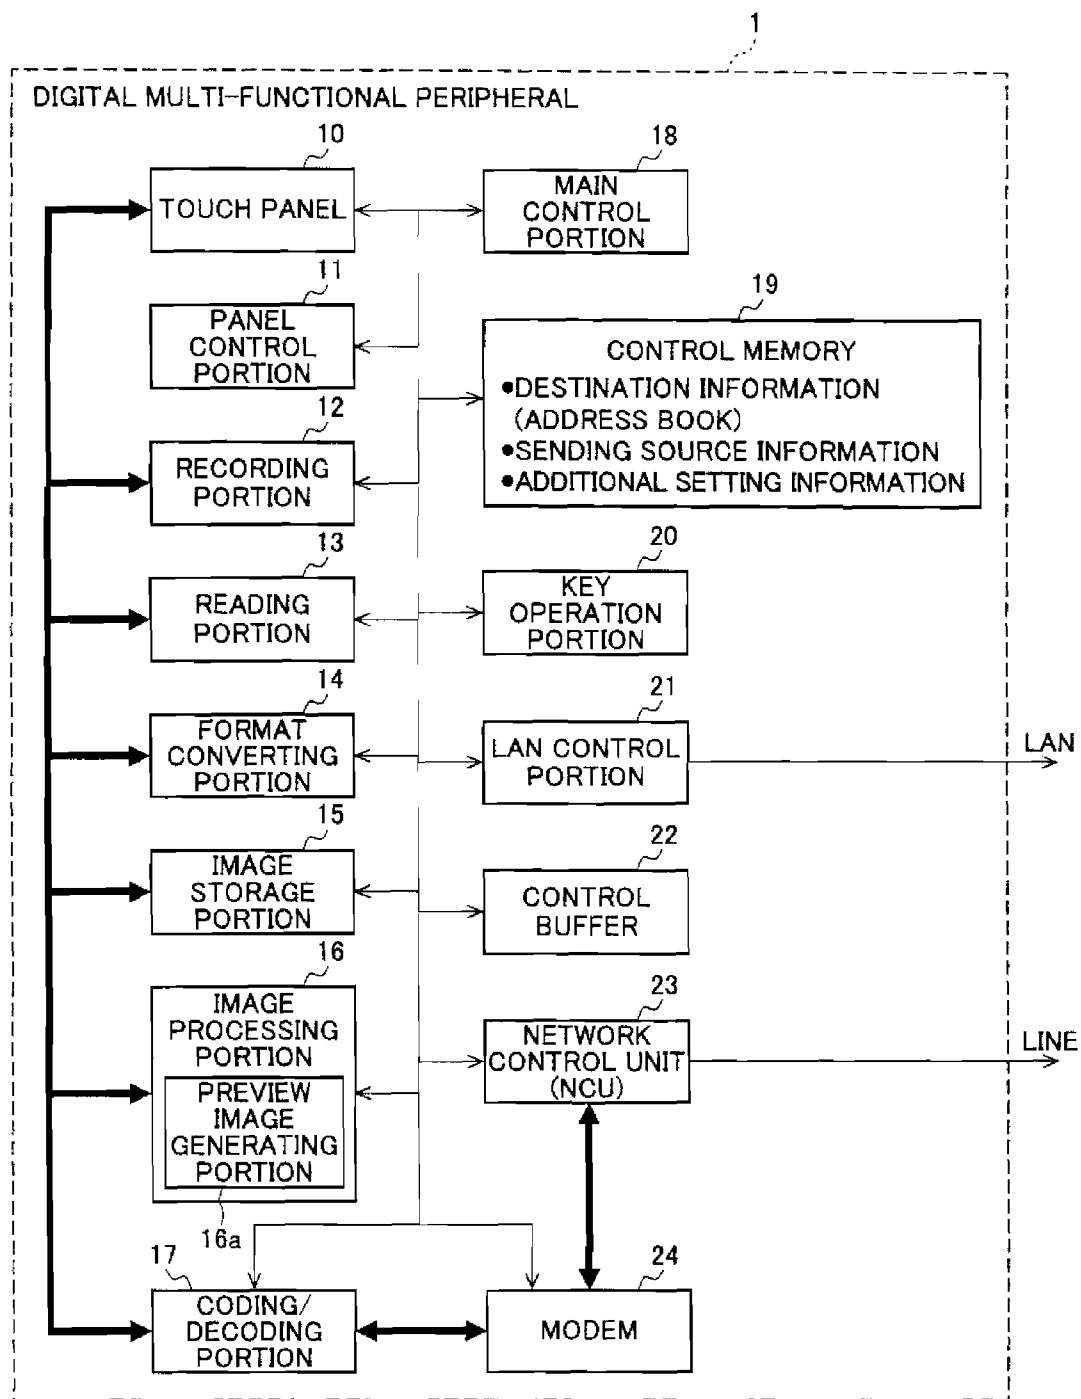 1
DIGITAL MULTI-FUNCTIONAL PERIPHERAL
10
TOUCH PANEL
18
MAIN
CONTROL
PORTION
11
PANEL
CONTROL
PORTION
19
CONTROL MEMORY
●DESTINATION INFORMATION
(ADDRESS BOOK)
●SENDING SOURCE INFORMATION
●ADDITIONAL SETTING INFORMATION
12
RECORDING
PORTION
13
READING
PORTION
20
KEY
OPERATION
PORTION
14
FORMAT
CONVERTING
PORTION
21
LAN CONTROL
PORTION
LAN
15
IMAGE
STORAGE
PORTION
22
CONTROL
BUFFER
16
IMAGE
PROCESSING
PORTION
PREVIEW
IMAGE
GENERATING
PORTION
16a
23
NETWORK
CONTROL UNIT
(NCU)
LINE
17
CODING/
DECODING
PORTION
24
MODEM